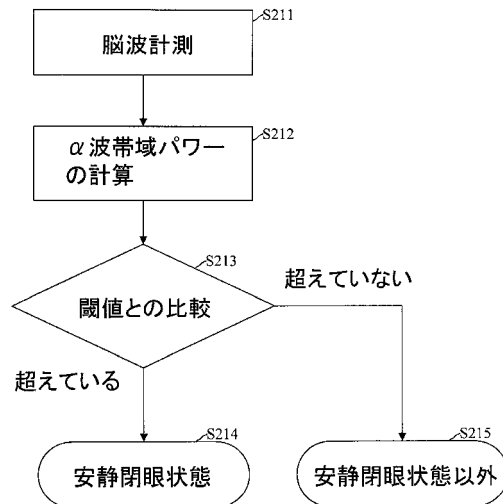 S211
脳波計測
S212
α波帯域パワー
の計算
S213
閾値との比較
超えていない
超えている
S214
安静閉眼状態
S215
安静閉眼状態以外